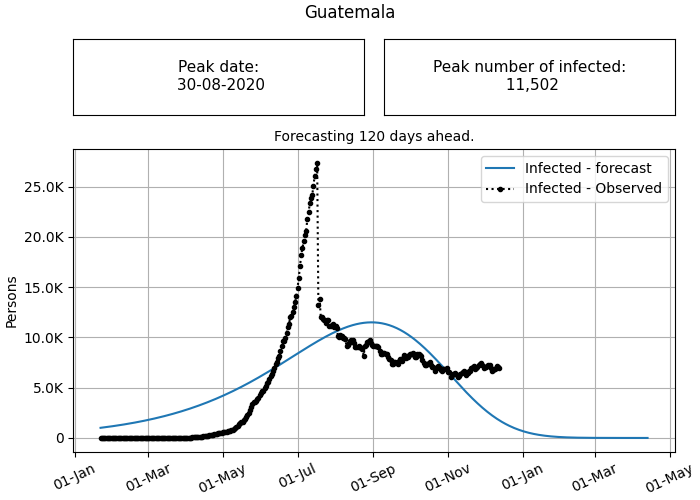 Guatemala
Peak date:
30-08-2020
Peak number of infected:
11,502
Forecasting 120 days ahead.
Infected - forecast
Infected - Observed
Persons
25.0K
20.0K
15.0K
10.0K
5.0K
0
01-Jan
01-Mar
01-May
01-Jul
01-Sep
01-Nov
01-Jan
01-Mar
01-May